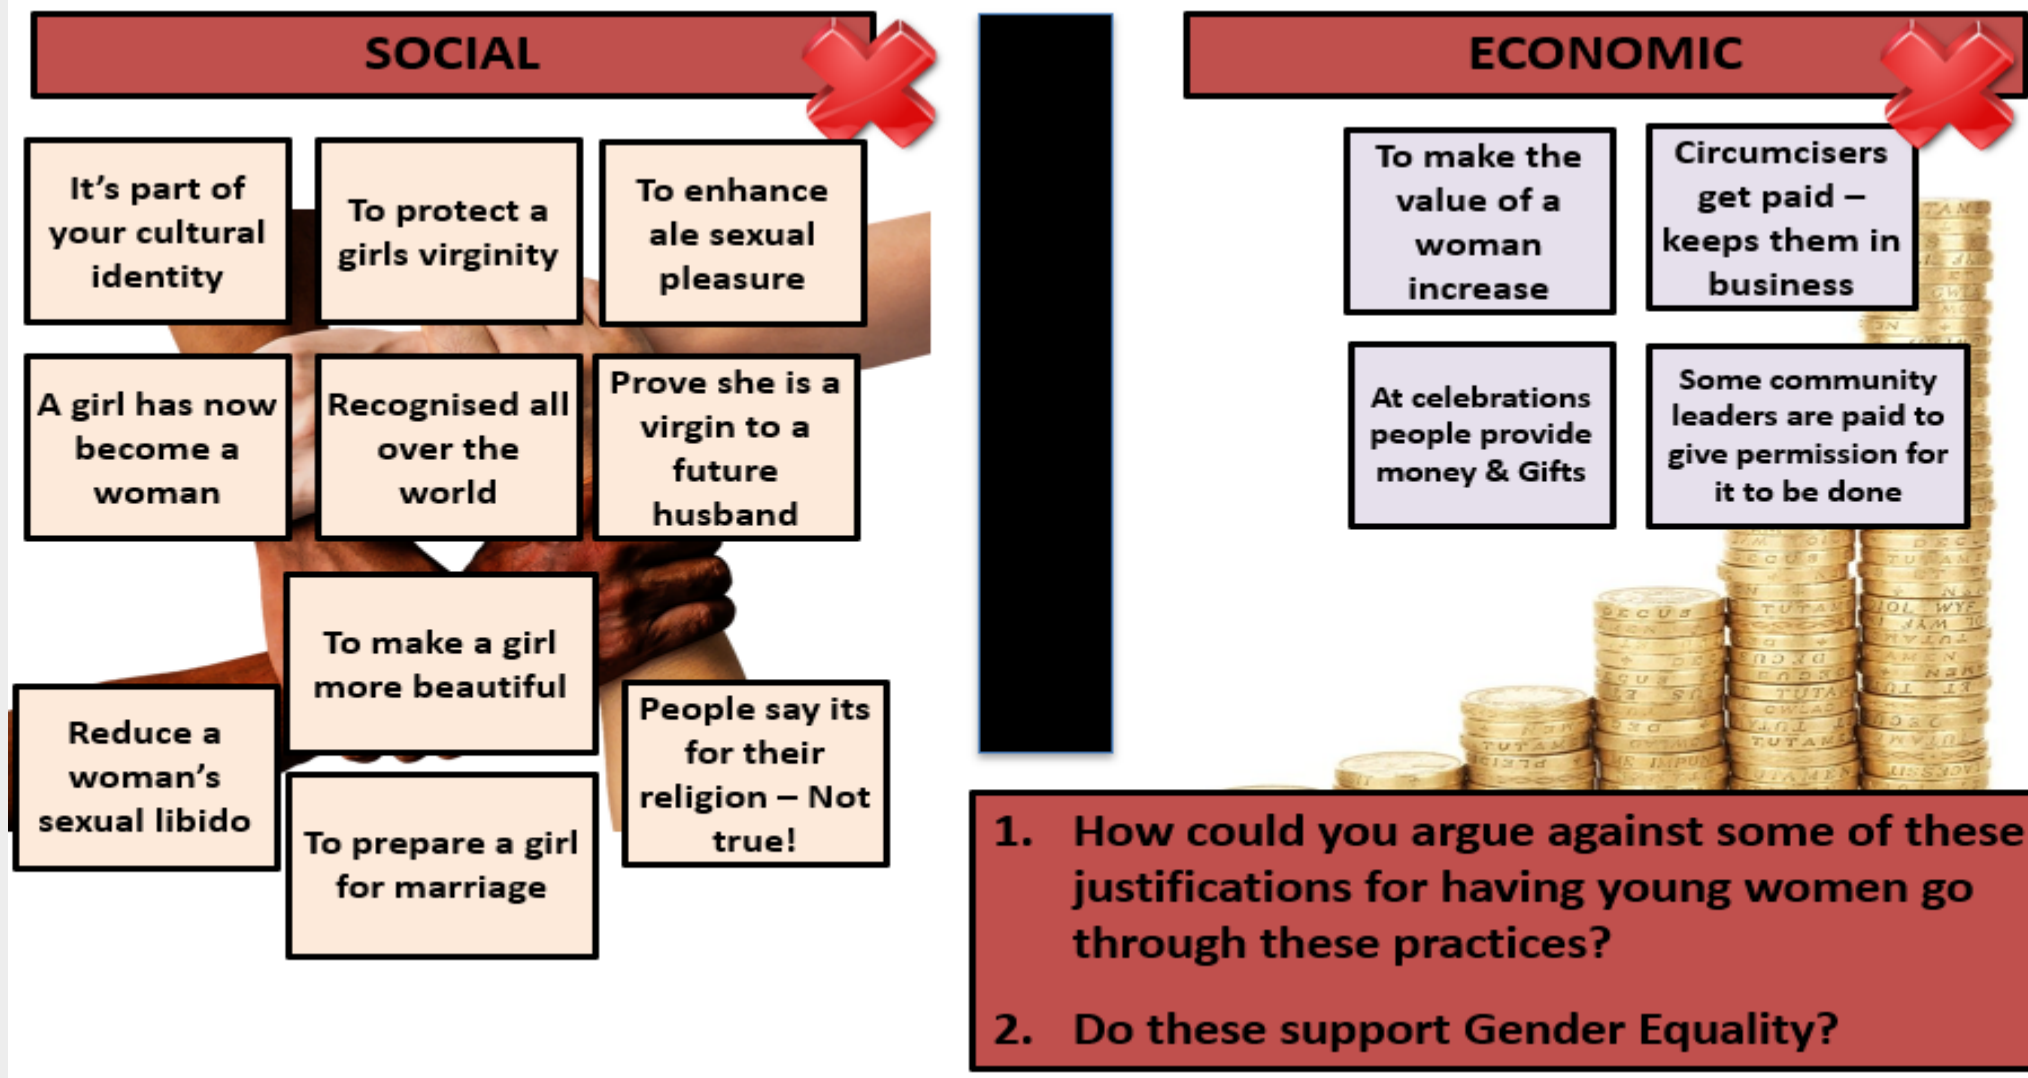 SOCIAL
It's part of
your cultural
identity
To protect a
girls virginity
To enhance
ale sexual
pleasure
A girl has now
become a
woman
Recognised all
over the
world
Prove she is a
virgin to a
future
husband
To make a girl
more beautiful
Reduce a
woman's
sexual libido
To prepare a girl
for marriage
People say its
for their
religion – Not
true!
ECONOMIC
To make the
value of a
woman
increase
Circumcisers
get paid –
keeps them in
business
At celebrations
people provide
money & Gifts
Some community
leaders are paid to
give permission for
it to be done
1. How could you argue against some of these
justifications for having young women go
through these practices?
2. Do these support Gender Equality?